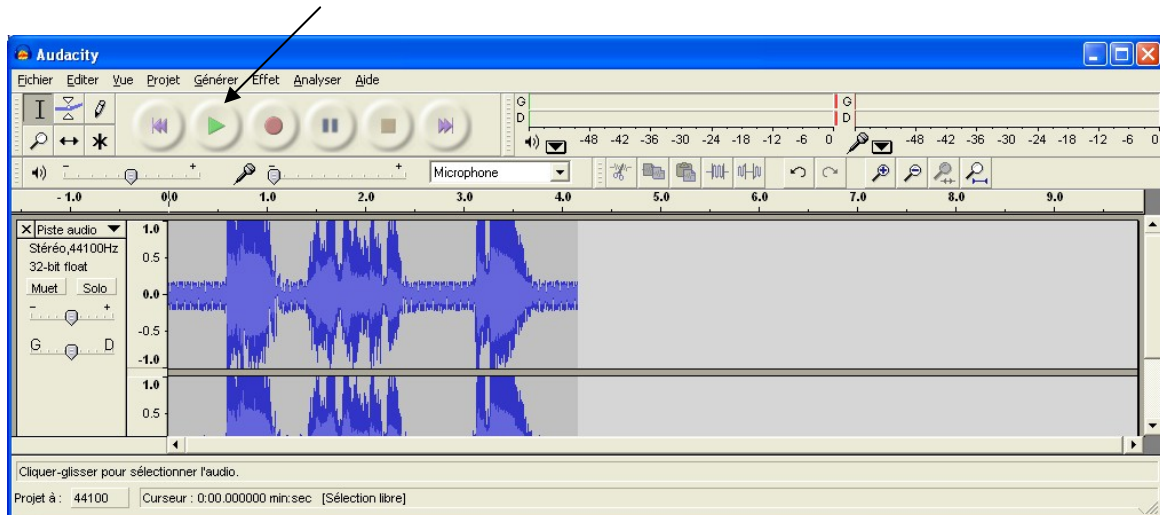 Audacity
Fichier Editer Vue Projet Générer Effet Analyser Aide
G
D
-48 -42 -36 -30 -24 -18 -12 -6 0
G
D
-48 -42 -36 -30 -24 -18 -12 -6 0
- + - + Microphone
- 1.0 0,0 1.0 2.0 3.0 4.0 5.0 6.0 7.0 8.0 9.0
X Piste audio
Stéréo,44100Hz
32-bit float
Muet Solo
- +
G D
1.0
0.5
0.0
-0.5
-1.0
1.0
0.5
Cliquer-glisser pour sélectionner l'audio.
Projet à : 44100 Curseur : 0:00.000000 min:sec [Sélection libre]